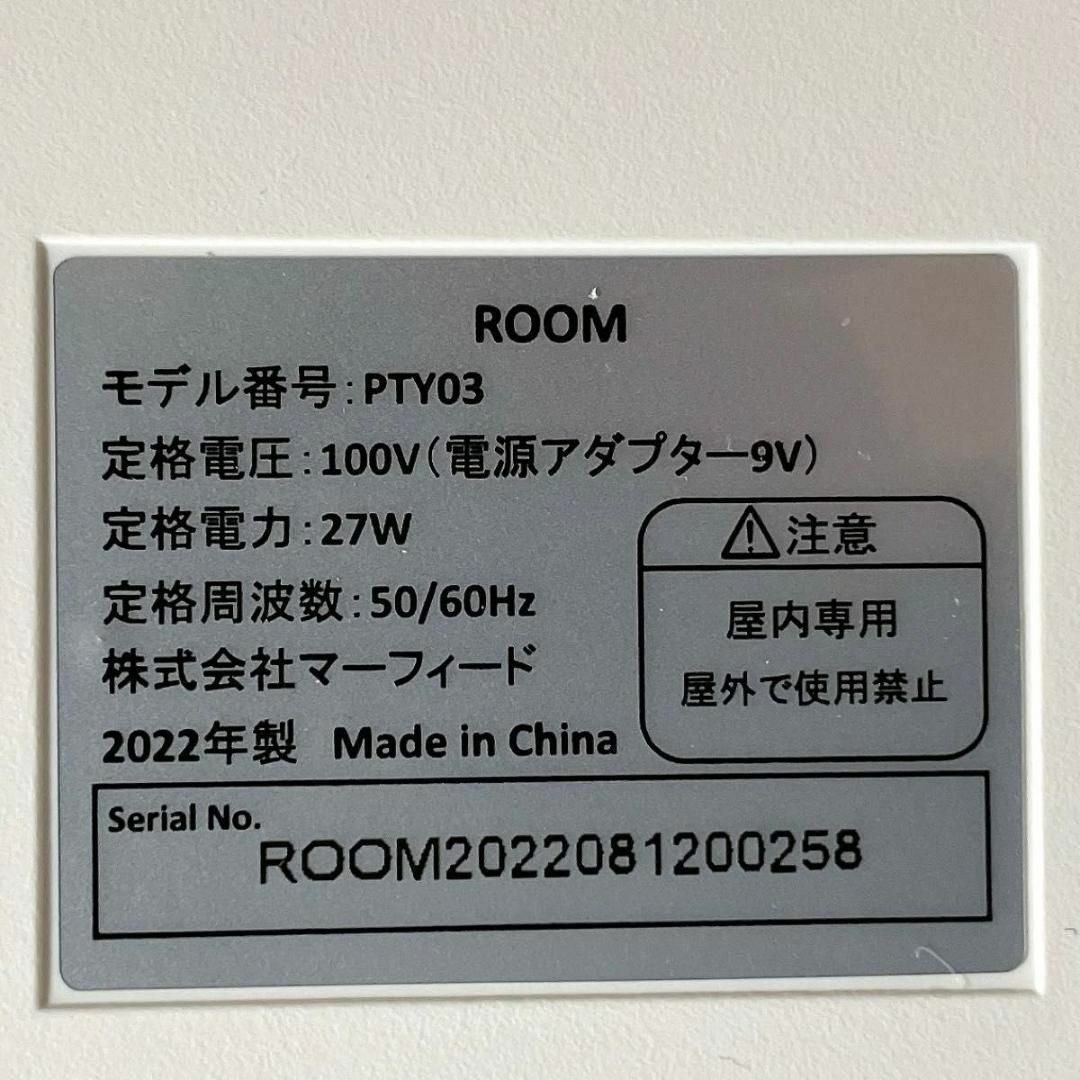 ROOM
モデル番号:PTY03
定格電圧:100V(電源アダプター9V)
定格電力:27W
定格周波数:50/60Hz
株式会社マーフィード
2022年製 Made in China
⚠注意
屋内専用
屋外で使用禁止
Serial No.
ROOM2022081200258